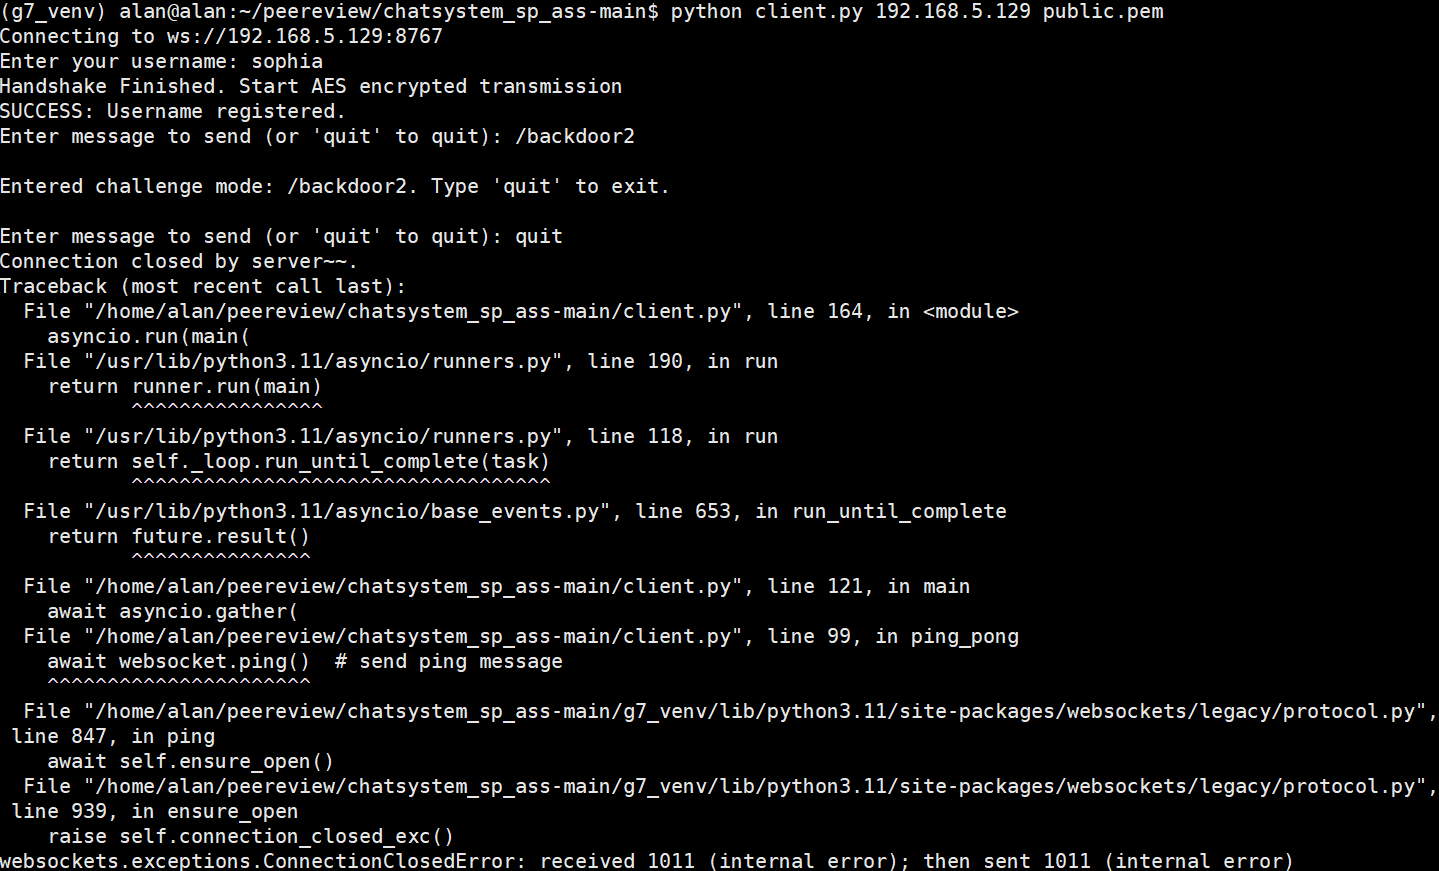 (g7_venv) alan@alan:~/peereview/chatsystem_sp_ass-main$ python client.py 192.168.5.129 public.pem
Connecting to ws://192.168.5.129:8767
Enter your username: sophia
Handshake Finished. Start AES encrypted transmission
SUCCESS: Username registered.
Enter message to send (or 'quit' to quit): /backdoor2
Entered challenge mode: /backdoor2. Type 'quit' to exit.
Enter message to send (or 'quit' to quit): quit
Connection closed by server~~.
Traceback (most recent call last):
  File "/home/alan/peereview/chatsystem_sp_ass-main/client.py", line 164, in <module>
    asyncio.run(main(
  File "/usr/lib/python3.11/asyncio/runners.py", line 190, in run
    return runner.run(main)
           ^^^^^^^^^^^^^^^^
  File "/usr/lib/python3.11/asyncio/runners.py", line 118, in run
    return self._loop.run_until_complete(task)
           ^^^^^^^^^^^^^^^^^^^^^^^^^^^^^^^^^^^
  File "/usr/lib/python3.11/asyncio/base_events.py", line 653, in run_until_complete
    return future.result()
           ^^^^^^^^^^^^^^^
  File "/home/alan/peereview/chatsystem_sp_ass-main/client.py", line 121, in main
    await asyncio.gather(
  File "/home/alan/peereview/chatsystem_sp_ass-main/client.py", line 99, in ping_pong
    await websocket.ping()  # send ping message
    ^^^^^^^^^^^^^^^^^^^^^^
  File "/home/alan/peereview/chatsystem_sp_ass-main/g7_venv/lib/python3.11/site-packages/websockets/legacy/protocol.py",
 line 847, in ping
    await self.ensure_open()
  File "/home/alan/peereview/chatsystem_sp_ass-main/g7_venv/lib/python3.11/site-packages/websockets/legacy/protocol.py",
 line 939, in ensure_open
    raise self.connection_closed_exc()
websockets.exceptions.ConnectionClosedError: received 1011 (internal error); then sent 1011 (internal error)